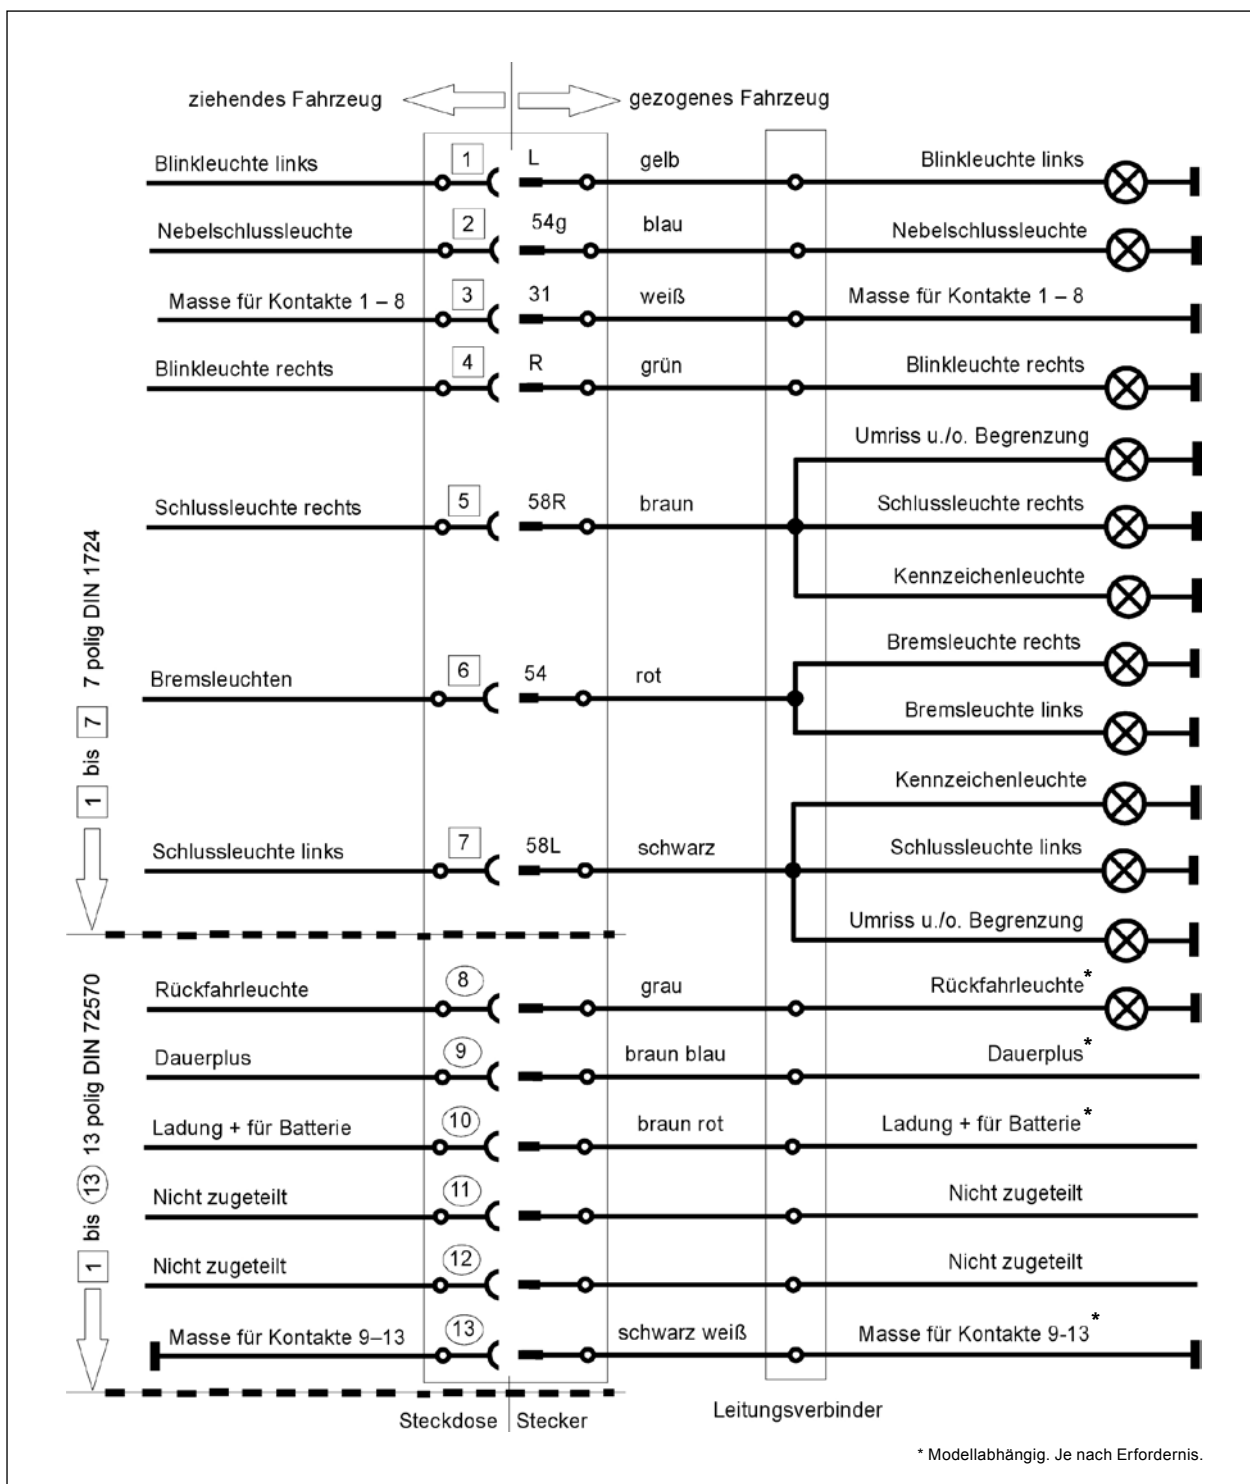 ziehendes Fahrzeug gezogenes Fahrzeug
Blinkleuchte links 1 L gelb Blinkleuchte links
Nebelschlussleuchte 2 54g blau Nebelschlussleuchte
Masse für Kontakte 1 – 8 3 31 weiß Masse für Kontakte 1 – 8
Blinkleuchte rechts 4 R grün Blinkleuchte rechts
Umriss u./o. Begrenzung
Schlussleuchte rechts 5 58R braun Schlussleuchte rechts
Kennzeichenleuchte
Bremsleuchte rechts
Bremsleuchten 6 54 rot
Bremsleuchte links
Kennzeichenleuchte
Schlussleuchte links 7 58L schwarz Schlussleuchte links
Umriss u./o. Begrenzung
1 bis 7 7 polig DIN 1724
Rückfahrleuchte 8 grau Rückfahrleuchte*
Dauerplus 9 braun blau Dauerplus*
Ladung + für Batterie 10 braun rot Ladung + für Batterie*
Nicht zugeteilt 11 Nicht zugeteilt
Nicht zugeteilt 12 Nicht zugeteilt
Masse für Kontakte 9–13 13 schwarz weiß Masse für Kontakte 9-13*
1 bis 13 13 polig DIN 72570
Steckdose Stecker Leitungsverbinder
* Modellabhängig. Je nach Erfordernis.